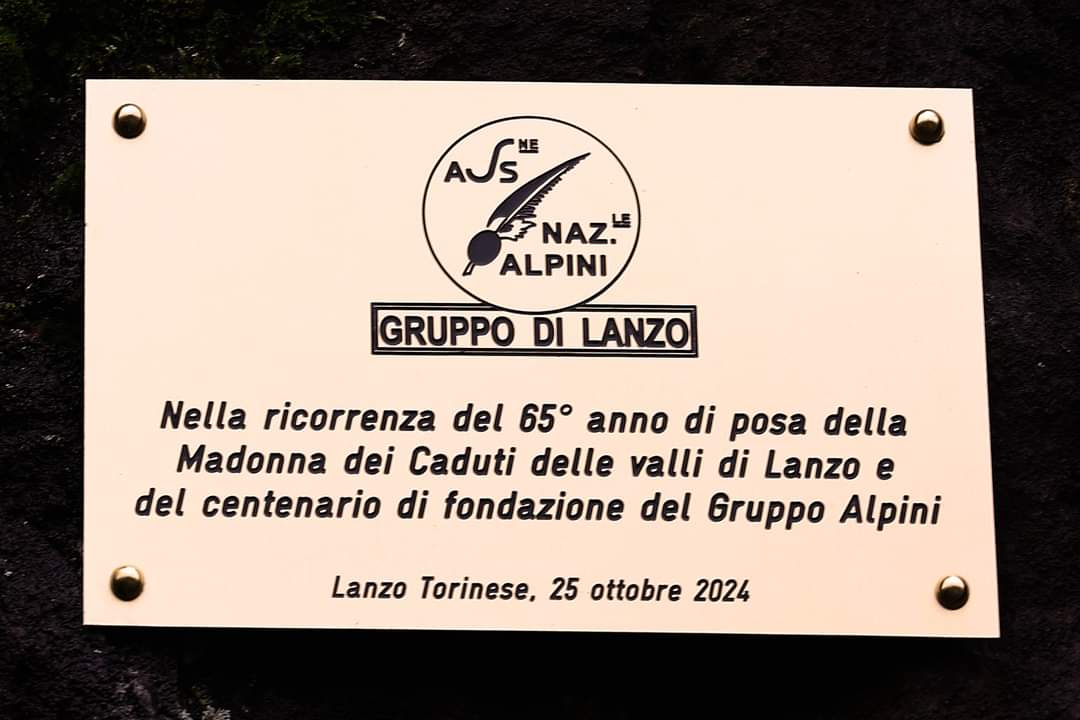 ASS NE
NAZ. LE
ALPINI
GRUPPO DI LANZO
Nella ricorrenza del 65° anno di posa della
Madonna dei Caduti delle valli di Lanzo e
del centenario di fondazione del Gruppo Alpini
Lanzo Torinese, 25 ottobre 2024